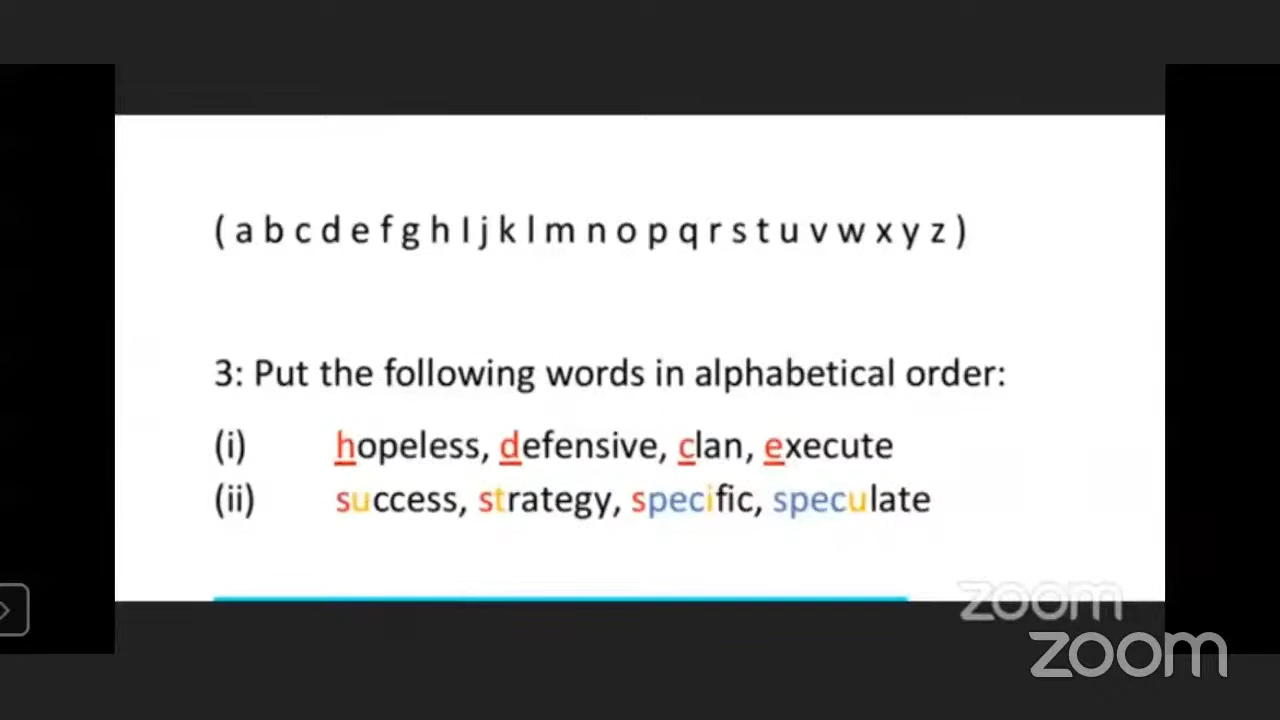 ( a b c d e f g h I j k l m n o p q r s t u v w x y z )
3: Put the following words in alphabetical order:
(i) hopeless, defensive, clan, execute
(ii) success, strategy, specific, speculate
zoom
zoom